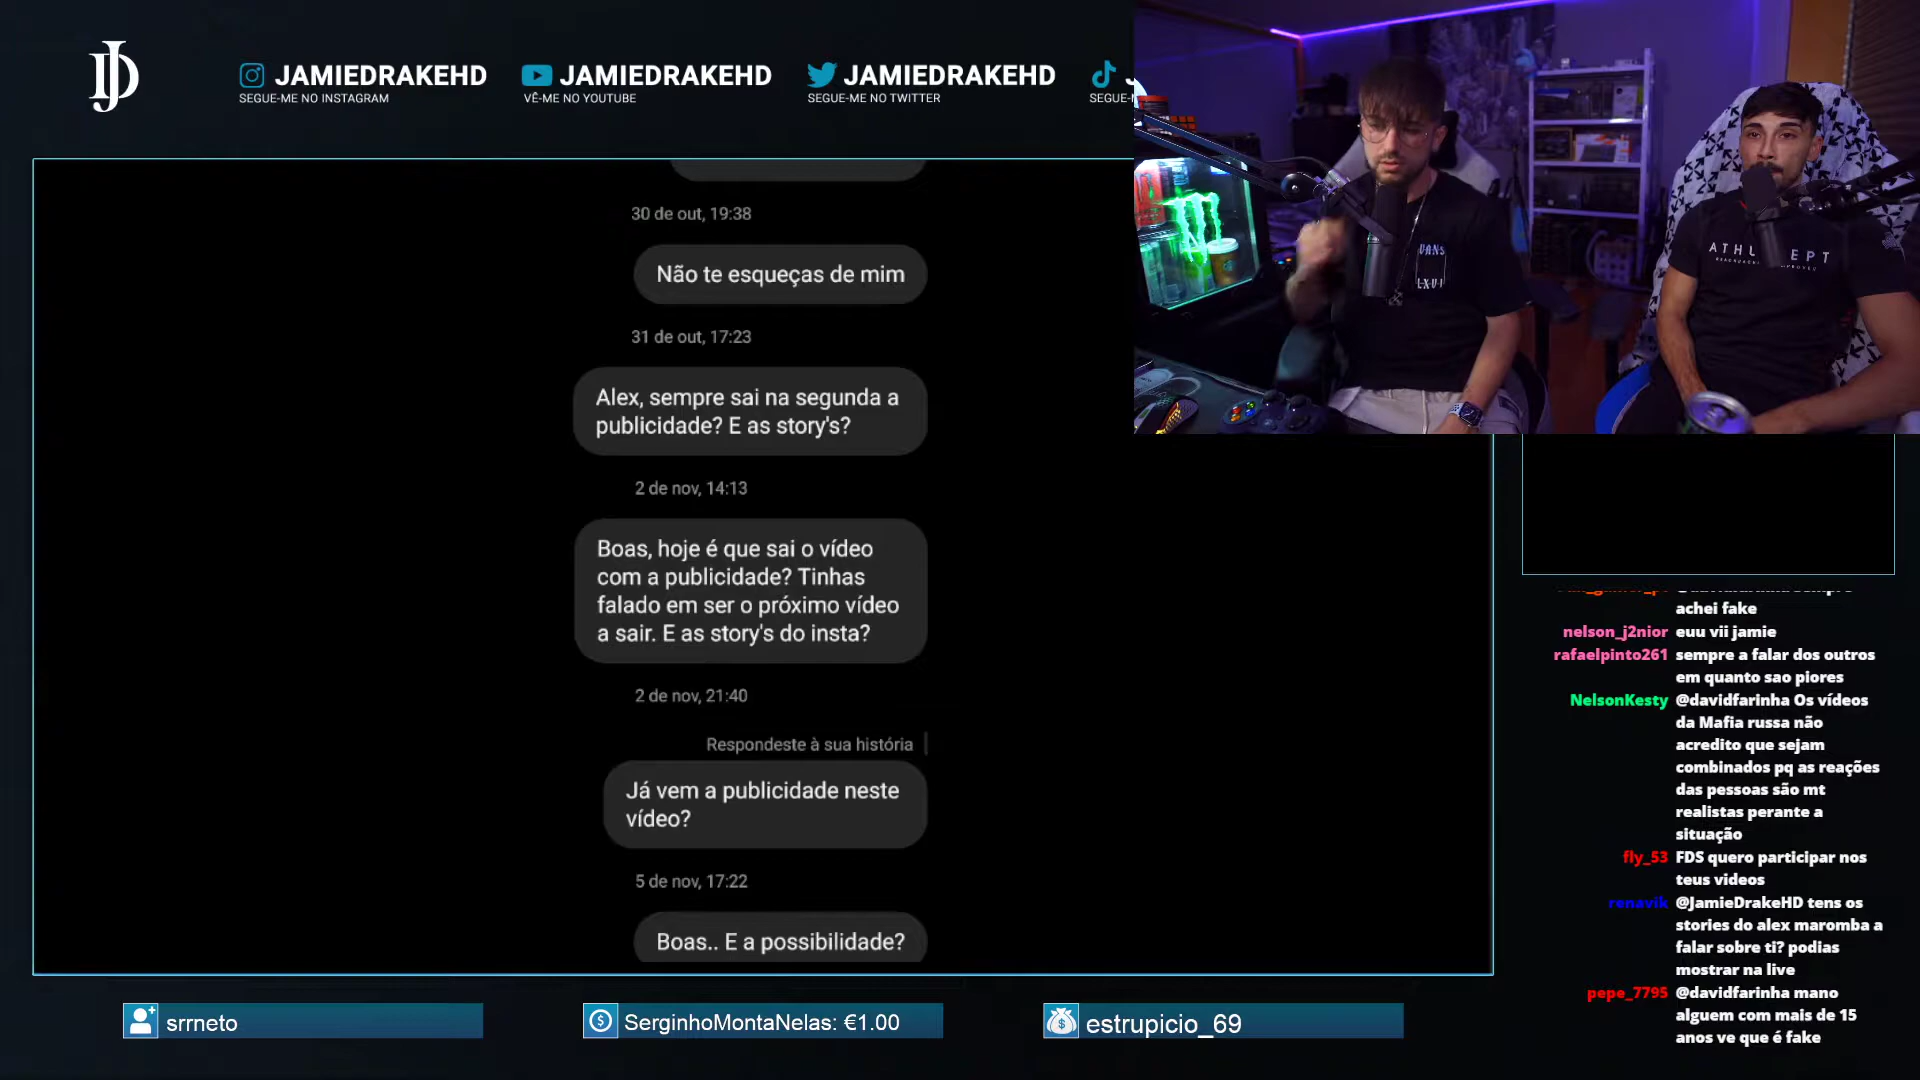 JAMIEDRAKEHD
SEGUE-ME NO INSTAGRAM
JAMIEDRAKEHD
VÊ-ME NO YOUTUBE
JAMIEDRAKEHD
SEGUE-ME NO TWITTER
30 de out, 19:38
Não te esqueças de mim
31 de out, 17:23
Alex, sempre sai na segunda a
publicidade? E as story's?
2 de nov, 14:13
Boas, hoje é que sai o vídeo
com a publicidade? Tinhas
falado em ser o próximo vídeo
a sair. E as story's do insta?
2 de nov, 21:40
Respondeste à sua história
Já vem a publicidade neste
vídeo?
5 de nov, 17:22
Boas.. E a possibilidade?
VANS
achei fake
nelson_j2nior euu vii jamie
rafaelpinto261 sempre a falar dos outros
em quanto sao piores
NelsonKesty @davidfarinha Os vídeos
da Mafia russa não
acredito que sejam
combinados pq as reações
das pessoas são mt
realistas perante a
situação
fly_53 FDS quero participar nos
teus videos
renavik @JamieDrakeHD tens os
stories do alex maromba a
falar sobre ti? podias
mostrar na live
pepe_7795 @davidfarinha mano
alguem com mais de 15
anos ve que é fake
srrneto
SerginhoMontaNelas: €1.00
estrupicio_69